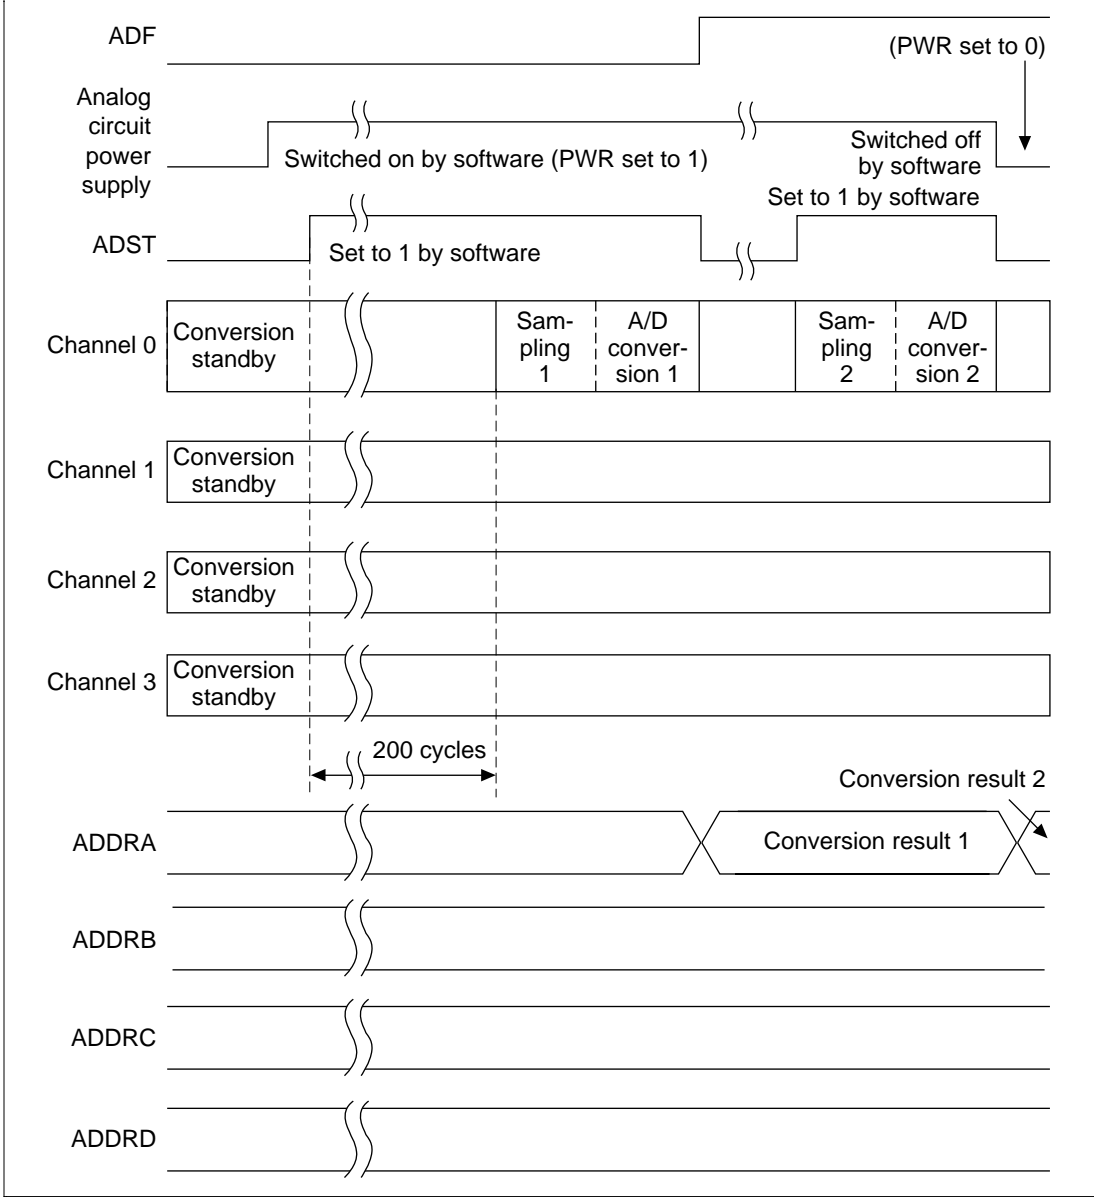 ADF
(PWR set to 0)
Analog
circuit
power
supply
Switched on by software (PWR set to 1)
Switched off
by software
Set to 1 by software
ADST
Set to 1 by software
Channel 0
Conversion
standby
Sam-
pling
1
A/D
conver-
sion 1
Sam-
pling
2
A/D
conver-
sion 2
Channel 1
Conversion
standby
Channel 2
Conversion
standby
Channel 3
Conversion
standby
200 cycles
Conversion result 2
ADDRA
Conversion result 1
ADDRB
ADDRC
ADDRD